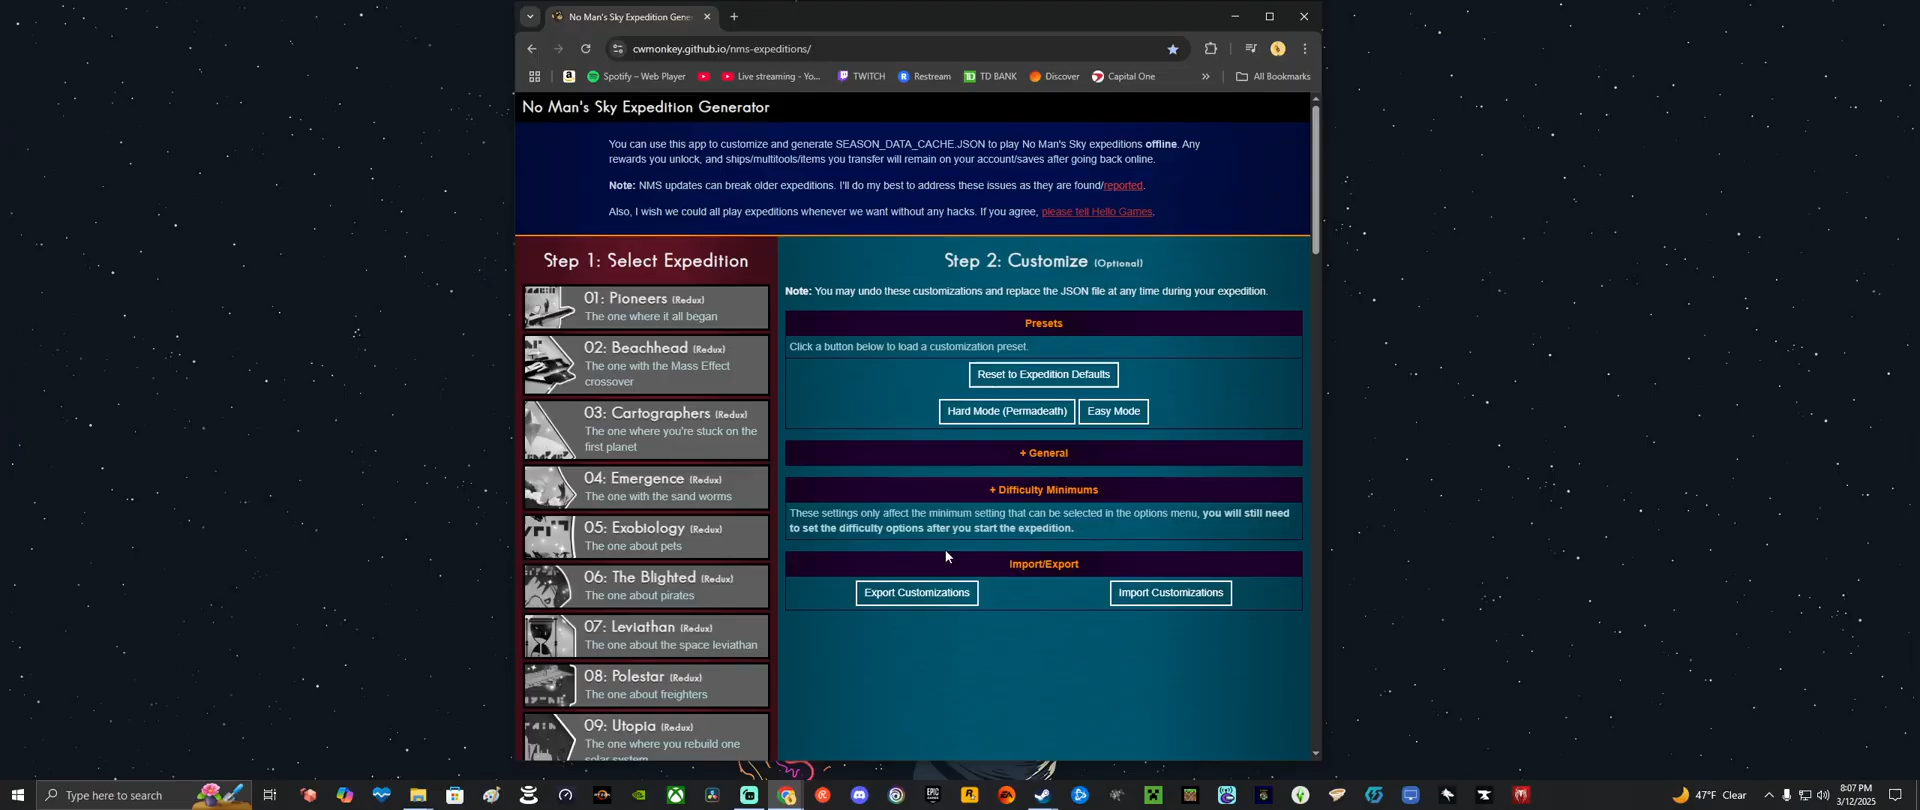 No Man's Sky Expedition Gene
cwmonkey.github.io/nms-expeditions/
Spotify – Web Player
Live streaming - Yo...
TWITCH
Restream
TD BANK
Discover
Capital One
All Bookmarks
No Man's Sky Expedition Generator
You can use this app to customize and generate SEASON_DATA_CACHE.JSON to play No Man's Sky expeditions offline. Any
rewards you unlock, and ships/multitools/items you transfer will remain on your account/saves after going back online.
Note: NMS updates can break older expeditions. I'll do my best to address these issues as they are found/reported.
Also, I wish we could all play expeditions whenever we want without any hacks. If you agree, please tell Hello Games.
Step 1: Select Expedition
01: Pioneers (Redux)
The one where it all began
02: Beachhead (Redux)
The one with the Mass Effect
crossover
03: Cartographers (Redux)
The one where you're stuck on the
first planet
04: Emergence (Redux)
The one with the sand worms
05: Exobiology (Redux)
The one about pets
06: The Blighted (Redux)
The one about pirates
07: Leviathan (Redux)
The one about the space leviathan
08: Polestar (Redux)
The one about freighters
09: Utopia (Redux)
The one where you rebuild one
solar system
Step 2: Customize (Optional)
Note: You may undo these customizations and replace the JSON file at any time during your expedition.
Presets
Click a button below to load a customization preset.
Reset to Expedition Defaults
Hard Mode (Permadeath)
Easy Mode
+ General
+ Difficulty Minimums
These settings only affect the minimum setting that can be selected in the options menu, you will still need
to set the difficulty options after you start the expedition.
Import/Export
Export Customizations
Import Customizations
Type here to search
47°F Clear
8:07 PM
3/12/2025